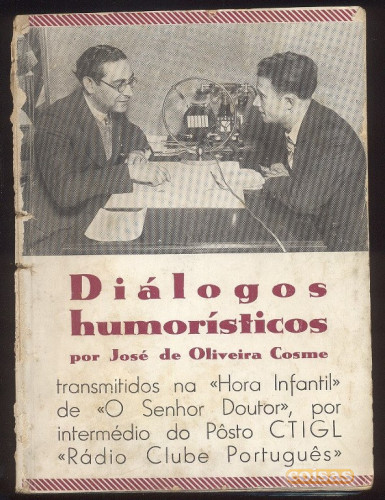 Diálogos
humorísticos
por José de Oliveira Cosme
transmitidos na «Hora Infantil»
de «O Senhor Doutor», por
intermédio do Pôsto CTIGL
«Rádio Clube Português»